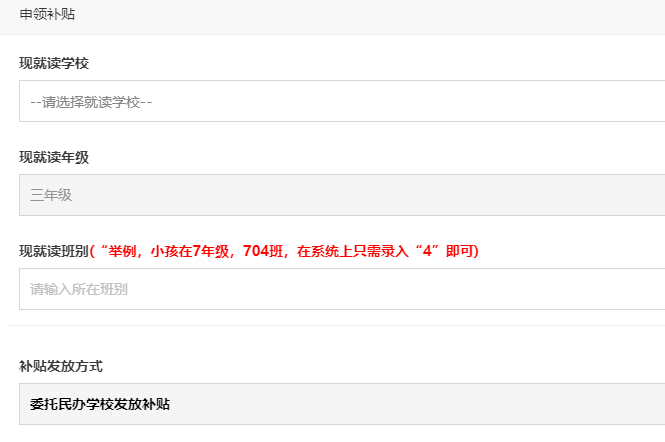 申领补贴
现就读学校
--请选择就读学校--
现就读年级
三年级
现就读班别(“举例，小孩在7年级，704班，在系统上只需录入“4”即可)
请输入所在班别
补贴发放方式
委托民办学校发放补贴